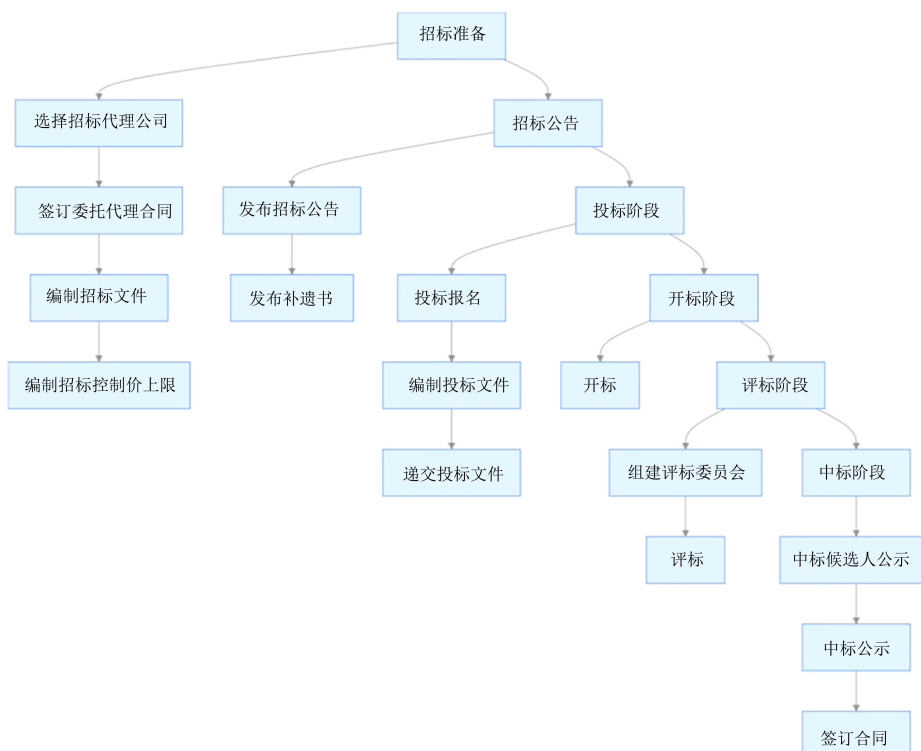 招标准备
选择招标代理公司
招标公告
签订委托代理合同
发布招标公告
投标阶段
编制招标文件
发布补遗书
投标报名
开标阶段
编制招标控制价上限
编制投标文件
开标
评标阶段
递交投标文件
组建评标委员会
中标阶段
评标
中标候选人公示
中标公示
签订合同